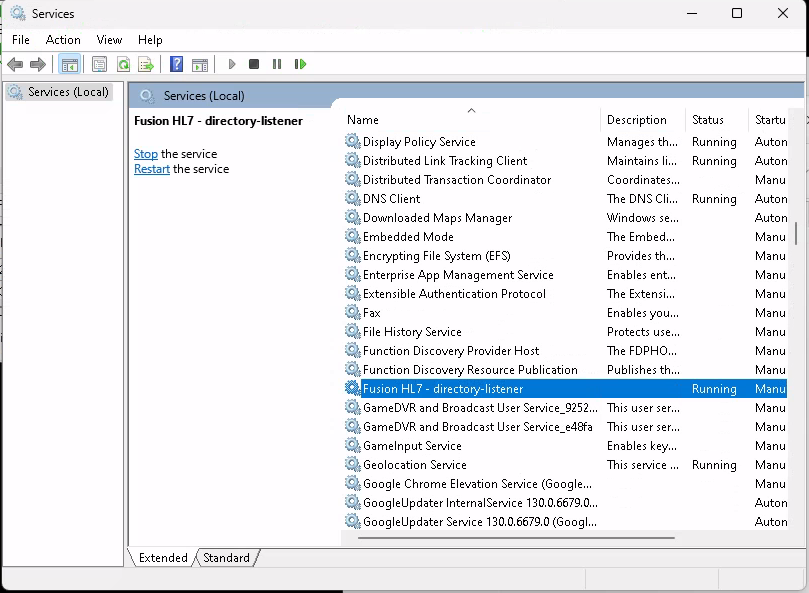 Services
File Action View Help
Services (Local)
Services (Local)
Fusion HL7 - directory-listener
Stop the service
Restart the service
Name Description Status Startu
Display Policy Service Manages th... Running Auton
Distributed Link Tracking Client Maintains li... Running Auton
Distributed Transaction Coordinator Coordinates... Manu
DNS Client The DNS Cli... Running Auton
Downloaded Maps Manager Windows se... Auton
Embedded Mode The Embed... Manu
Encrypting File System (EFS) Provides th... Manu
Enterprise App Management Service Enables ent... Manu
Extensible Authentication Protocol The Extensi... Manu
Fax Enables you... Manu
File History Service Protects use... Manu
Function Discovery Provider Host The FDPHO... Manu
Function Discovery Resource Publication Publishes th... Manu
Fusion HL7 - directory-listener Running Manu
GameDVR and Broadcast User Service_9252... This user ser... Manu
GameDVR and Broadcast User Service_e48fa This user ser... Manu
GameInput Service Enables key... Manu
Geolocation Service This service ... Running Manu
Google Chrome Elevation Service (Google... Manu
GoogleUpdater InternalService 130.0.6679.0... Auton
GoogleUpdater Service 130.0.6679.0 (Googl... Auton
Extended Standard